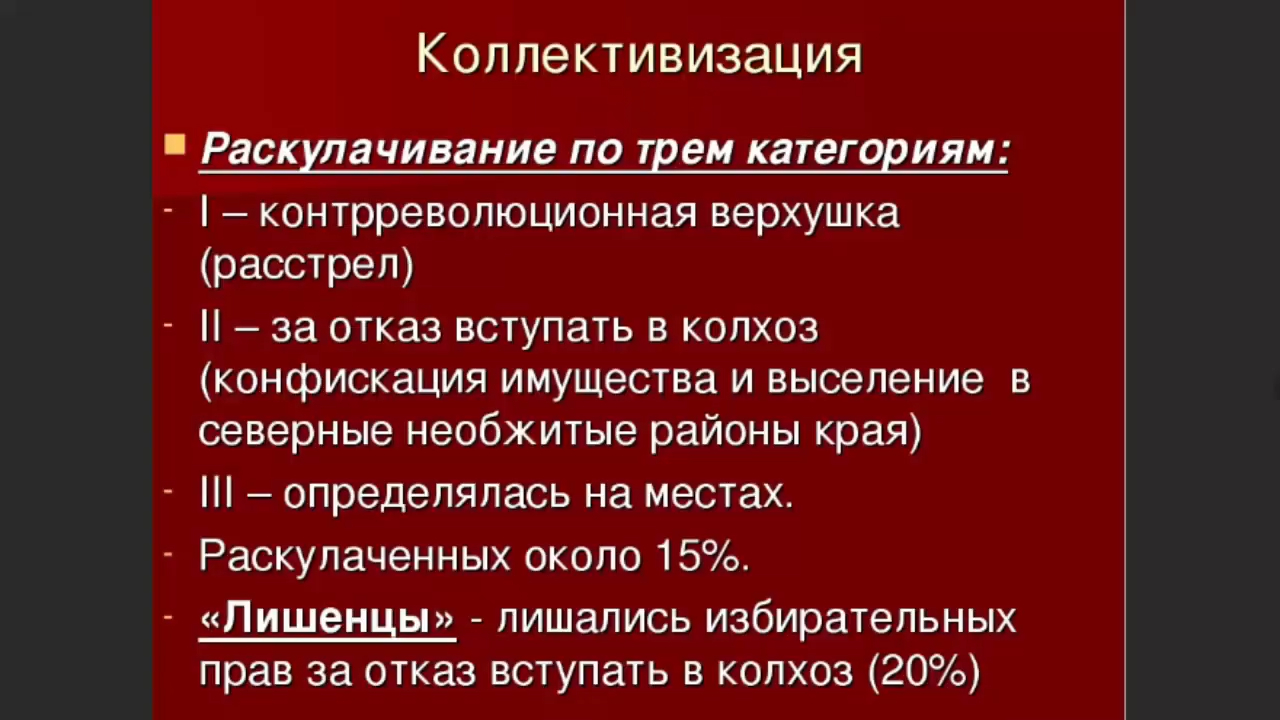 Коллективизация
Раскулачивание по трем категориям:
- I – контрреволюционная верхушка
(расстрел)
- II – за отказ вступать в колхоз
(конфискация имущества и выселение в
северные необжитые районы края)
- III – определялась на местах.
- Раскулаченных около 15%.
- «Лишенцы» - лишались избирательных
прав за отказ вступать в колхоз (20%)